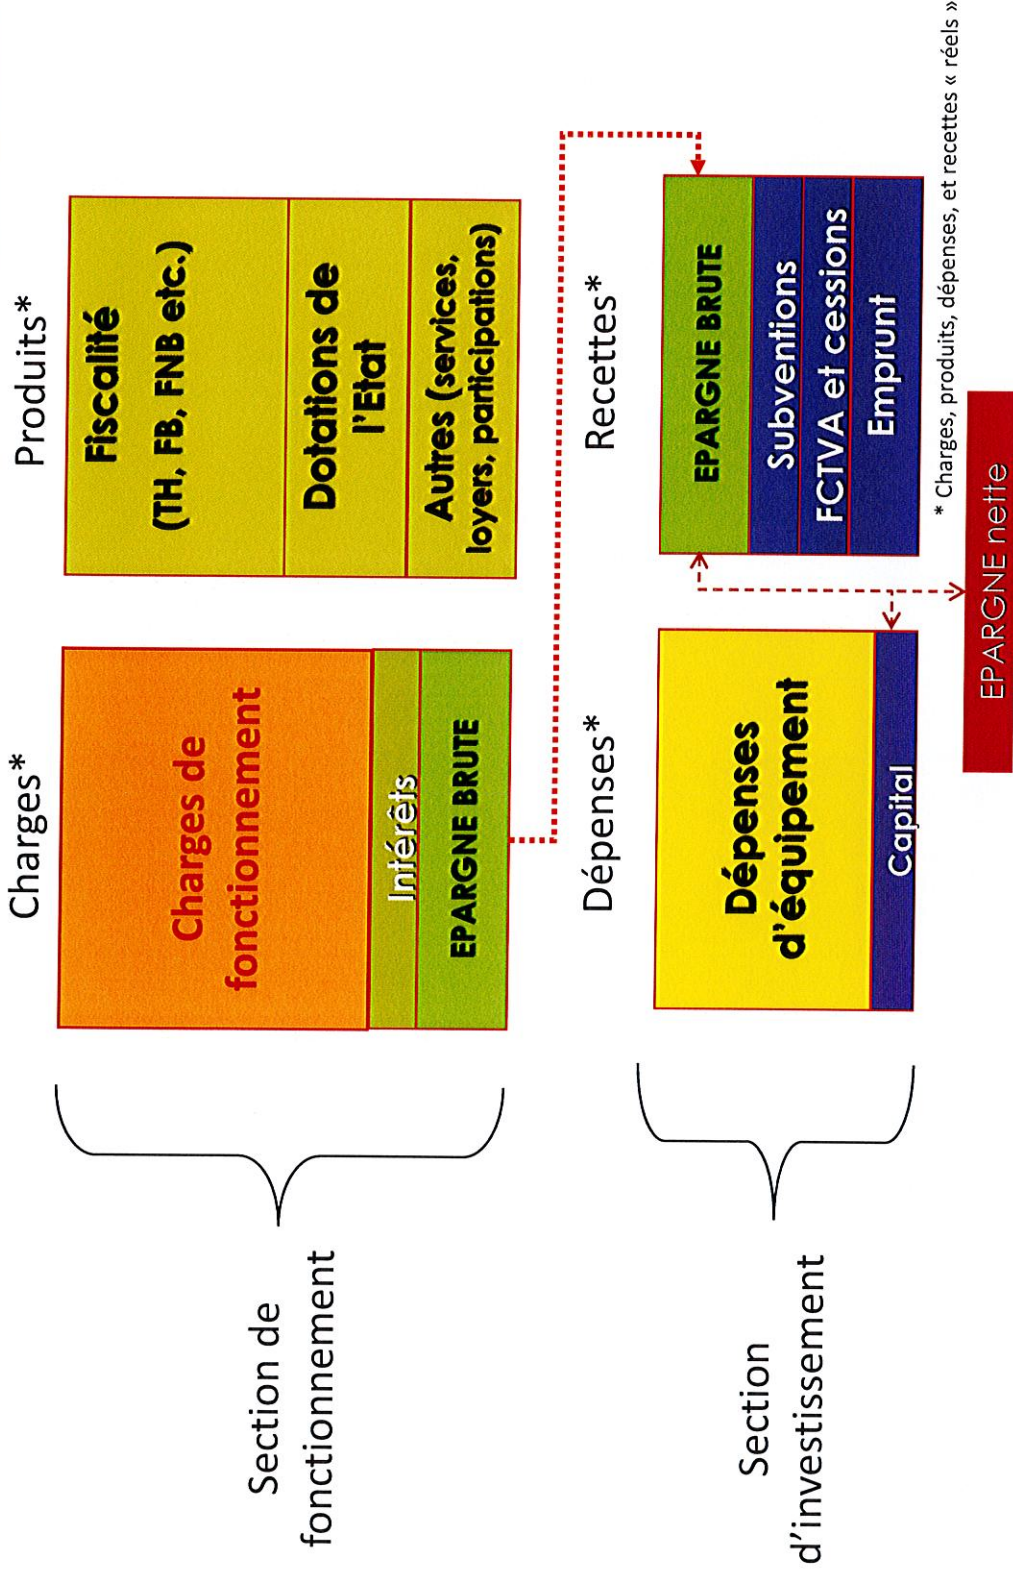 Charges*
Produits*
Section de
fonctionnement
Charges de
fonctionnement
Intérêts
EPARGNE BRUTE
Fiscalité
(TH, FB, FNB etc.)
Dotations de
l'Etat
Autres (services,
loyers, participations)
Dépenses*
Recettes*
Section
d'investissement
Dépenses
d'équipement
Capital
EPARGNE BRUTE
Subventions
FCTVA et cessions
Emprunt
* Charges, produits, dépenses, et recettes « réels »
EPARGNE nette